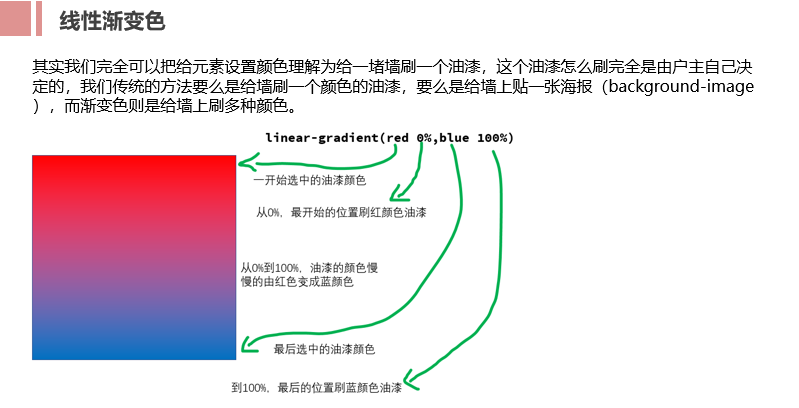 线性渐变色
其实我们完全可以把给元素设置颜色理解为给一堵墙刷一个油漆，这个油漆怎么刷完全是由户主自己决
定的，我们传统的方法要么是给墙刷一个颜色的油漆，要么是给墙上贴一张海报（background-image
），而渐变色则是给墙上刷多种颜色。
linear-gradient(red 0%,blue 100%)
一开始选中的油漆颜色
从0%，最开始的位置刷红颜色油漆
从0%到100%，油漆的颜色慢
慢的由红色变成蓝颜色
最后选中的油漆颜色
到100%，最后的位置刷蓝颜色油漆